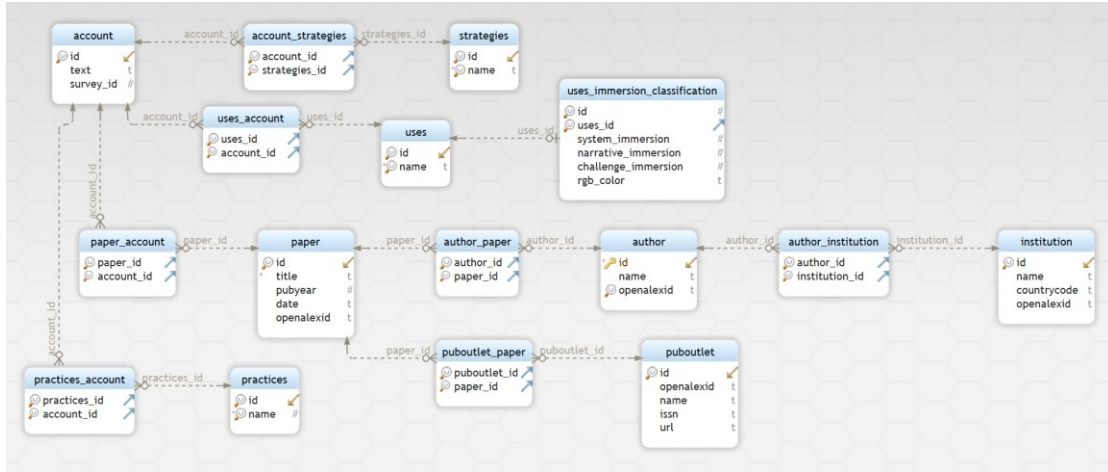 account
id
text t
survey_id #
account_id
account_strategies
account_id
strategies_id
strategies_id
strategies
id
name t
account_id
uses_account
uses_id
account_id
uses_id
uses
id
name t
uses_id
uses_immersion_classification
id #
uses_id
system_immersion #
narrative_immersion #
challenge_immersion #
rgb_color t
account_id
paper_account
paper_id
account_id
paper_id
paper
id
title t
pubyear #
date t
openalexid t
paper_id
author_paper
author_id
paper_id
author_id
author
id
name t
openalexid t
author_id
author_institution
author_id
institution_id
institution_id
institution
id
name t
countrycode t
openalexid t
account_id
practices_account
practices_id
account_id
practices_id
practices
id
name #
paper_id
puboutlet_paper
puboutlet_id
paper_id
puboutlet_id
puboutlet
id
openalexid t
name t
issn t
url t